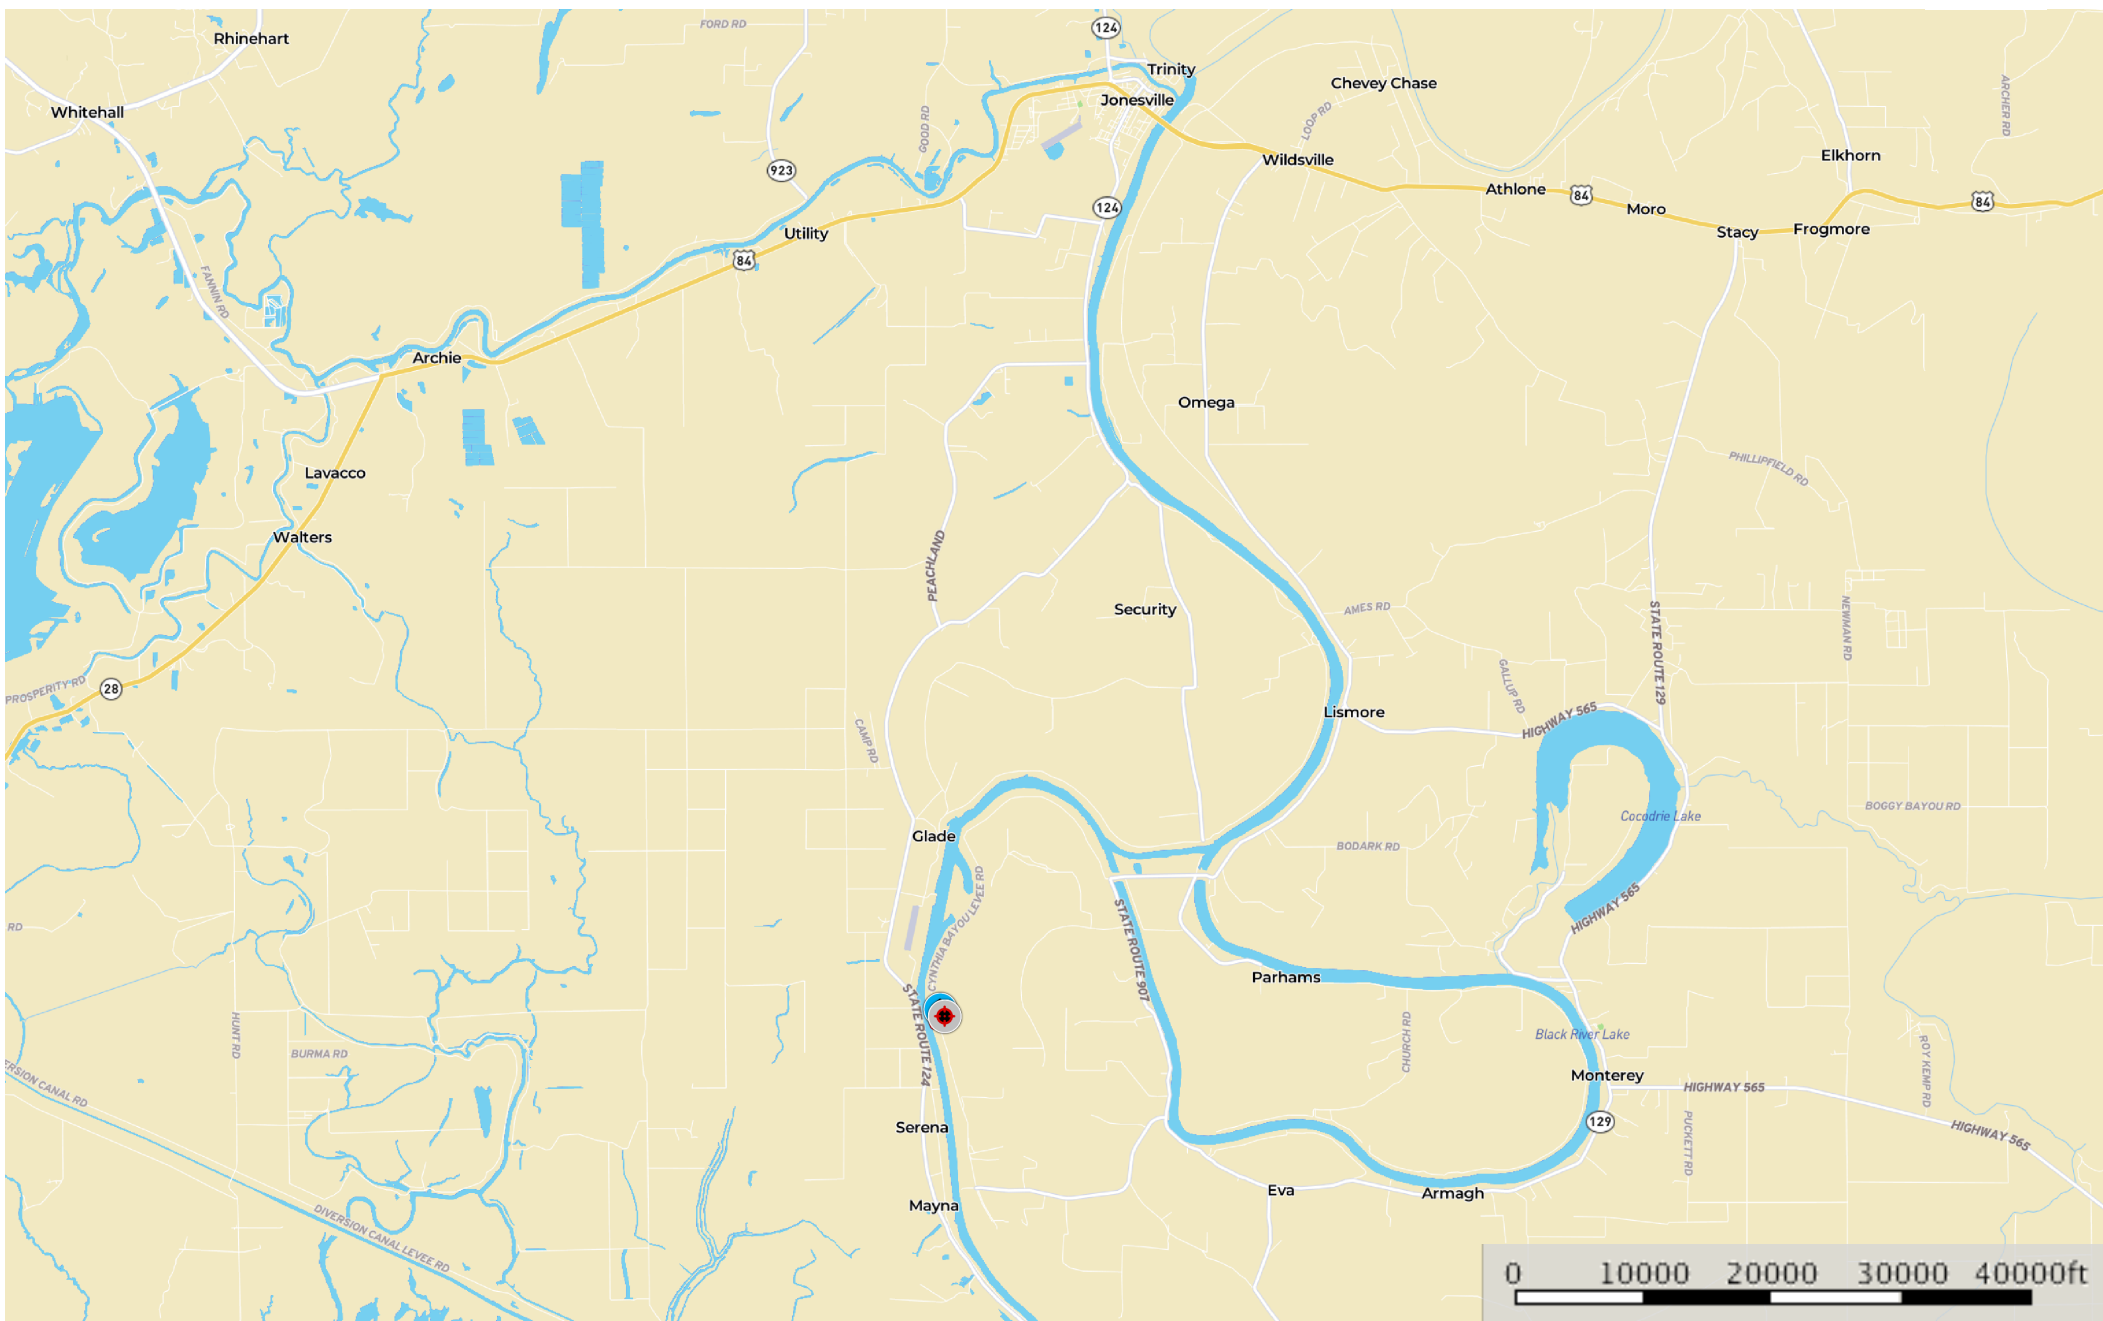 FORD RD
124
Rhinehart
Trinity
Chevey Chase
Jonesville
Whitehall
ARCHER RD
GOOD RD
LOOP RD
Elkhorn
Wildsville
923
Athlone
84
84
124
Moro
Utility
Stacy
Frogmore
84
FANNIN RD
Archie
Omega
Lavacco
PHILLIPFIELD RD
Walters
PEACHLAND
Security
AMES RD
STATE ROUTE 129
NEWMAN RD
PROSPERITY RD
28
GALLUP RD
Lismore
HIGHWAY 565
CAMP RD
Cocodrie Lake
BOGGY BAYOU RD
Glade
BODARK RD
CYNTHIA BAYOU LEVEE RD
HIGHWAY 565
RD
STATE ROUTE 907
Parhams
STATE ROUTE 124
HUNT RD
BURMA RD
CHURCH RD
Black River Lake
ROY KEMP RD
ERSION CANAL RD
Monterey
HIGHWAY 565
129
PUCKETT RD
HIGHWAY 565
Serena
Mayna
Eva
Armagh
DIVERSION CANAL LEVEE RD
0 10000 20000 30000 40000ft